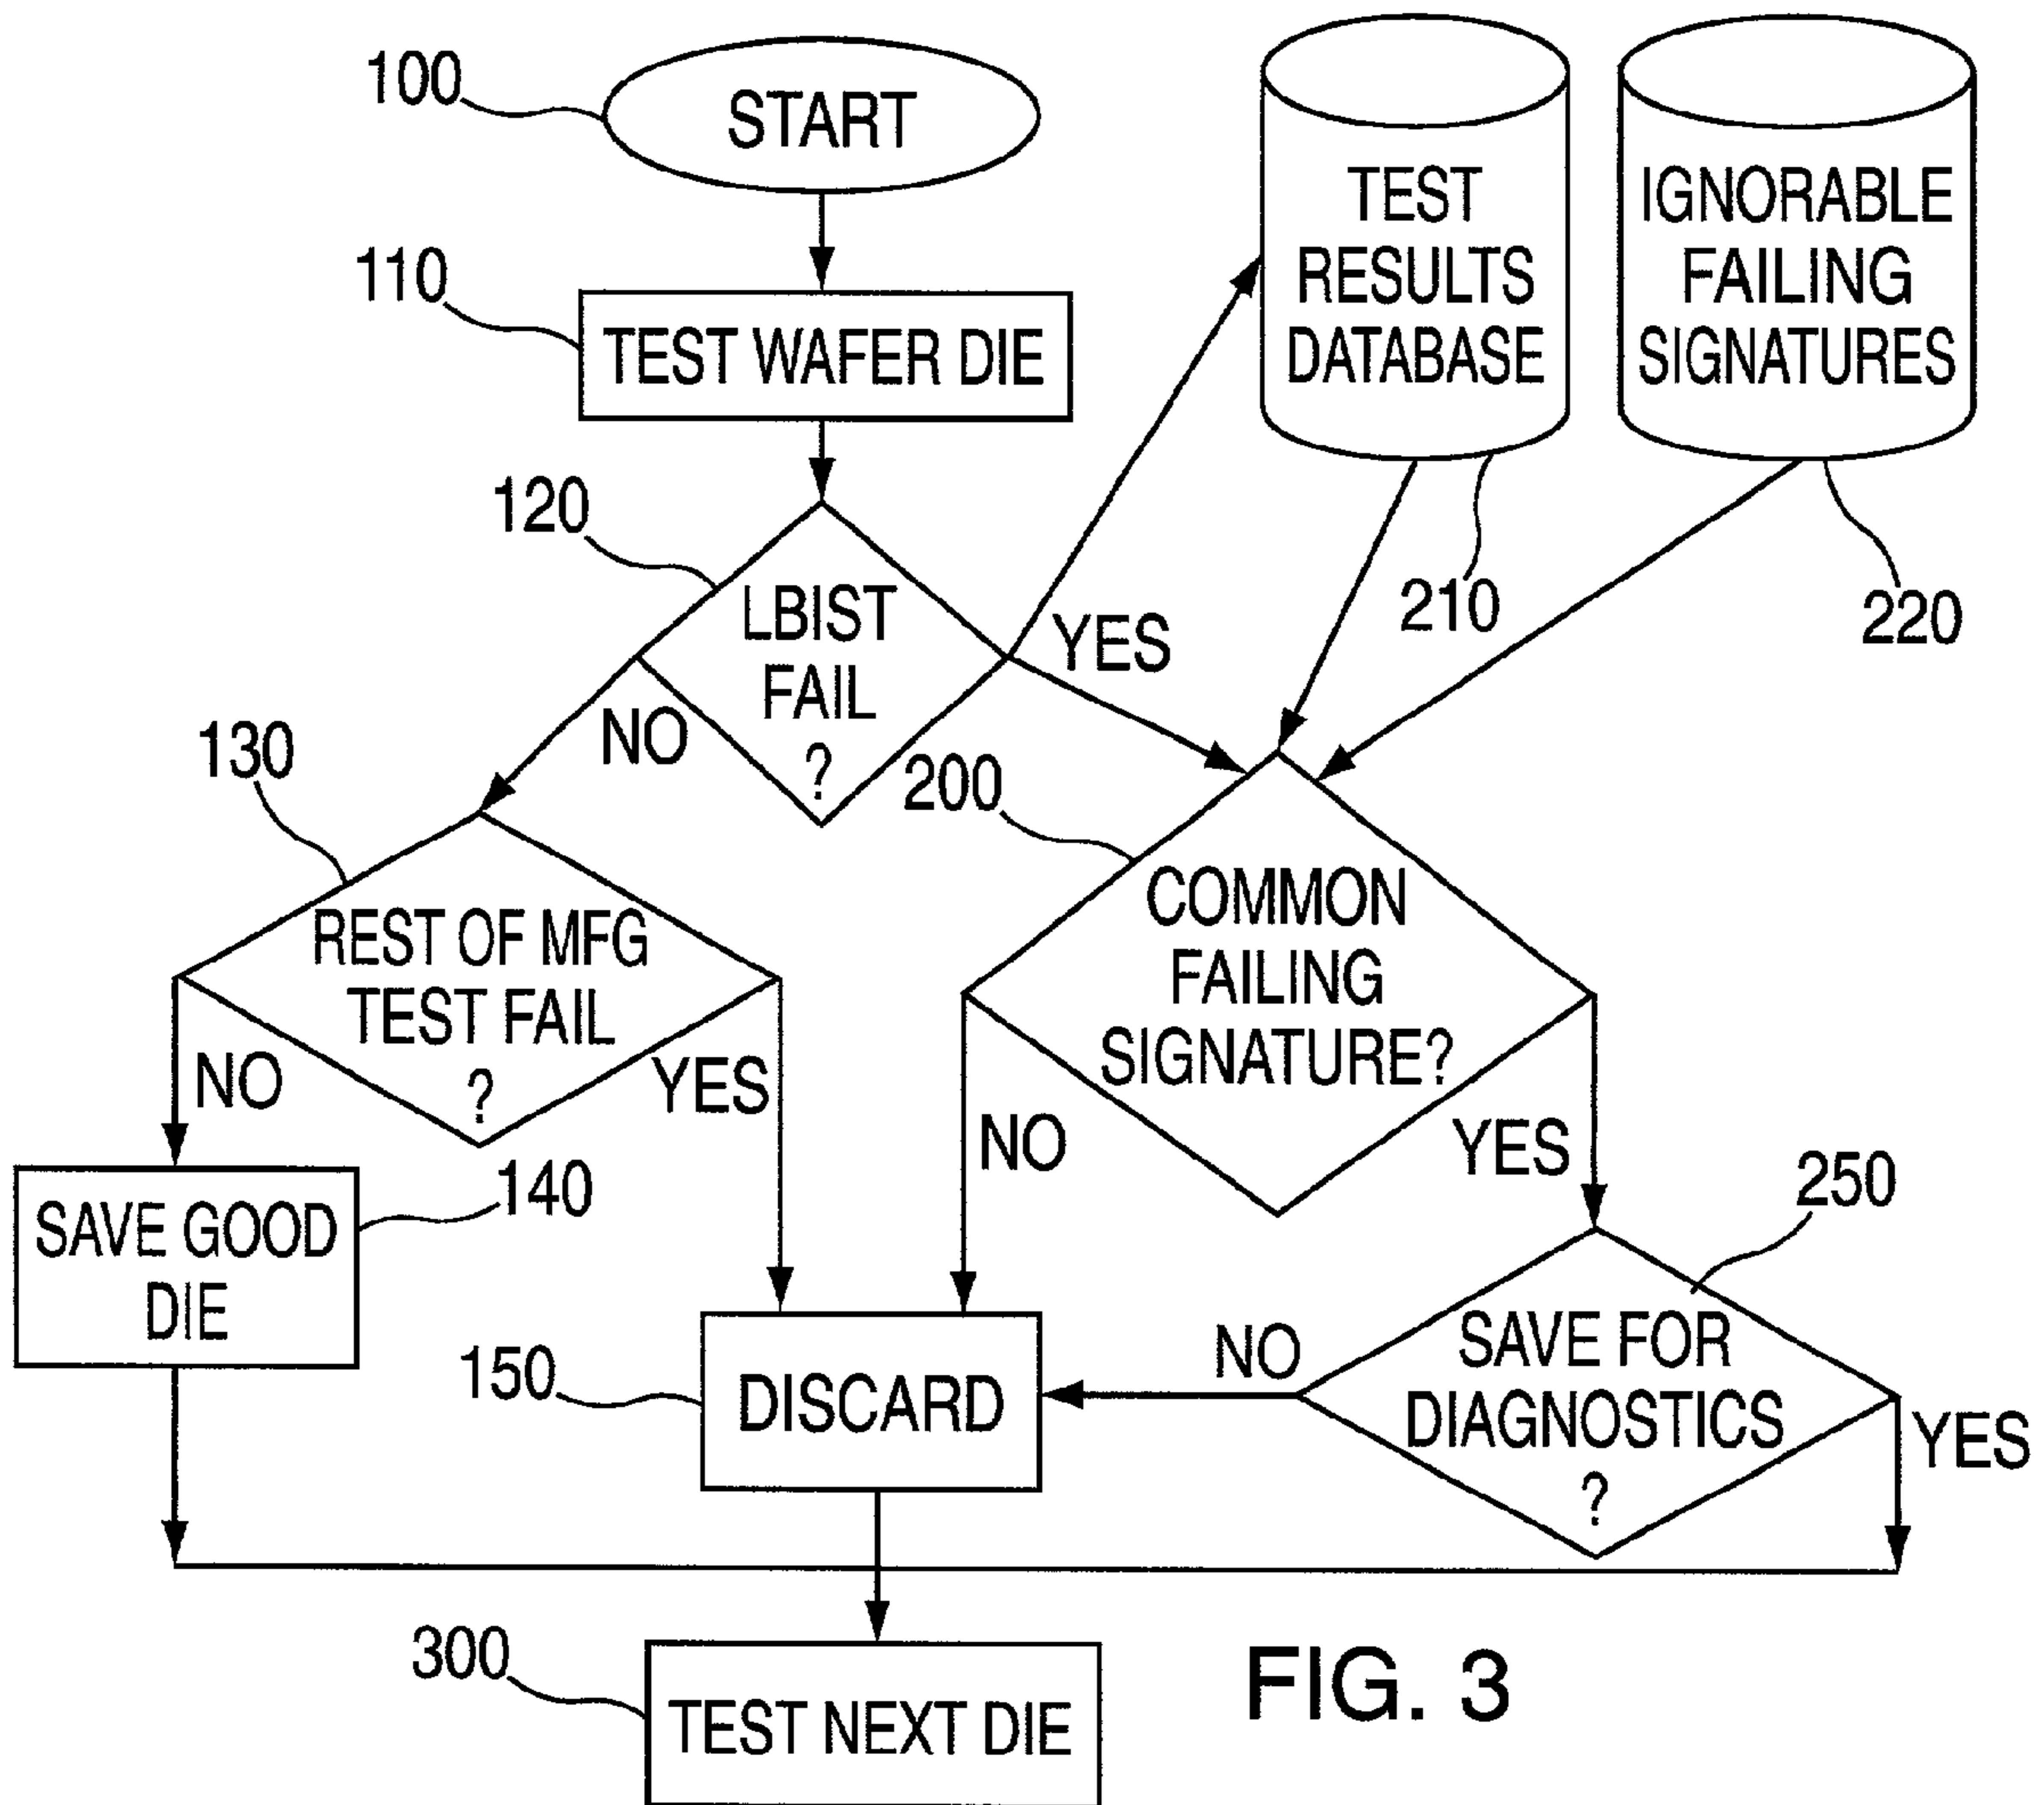 100
START
110
TEST WAFER DIE
TEST
RESULTS
DATABASE
210
IGNORABLE
FAILING
SIGNATURES
220
120
LBIST
FAIL
?
YES
NO
130
REST OF MFG
TEST FAIL
?
NO
YES
200
COMMON
FAILING
SIGNATURE?
NO
YES
SAVE GOOD
DIE
140
150
DISCARD
250
SAVE FOR
DIAGNOSTICS
?
NO
YES
300
TEST NEXT DIE
FIG. 3